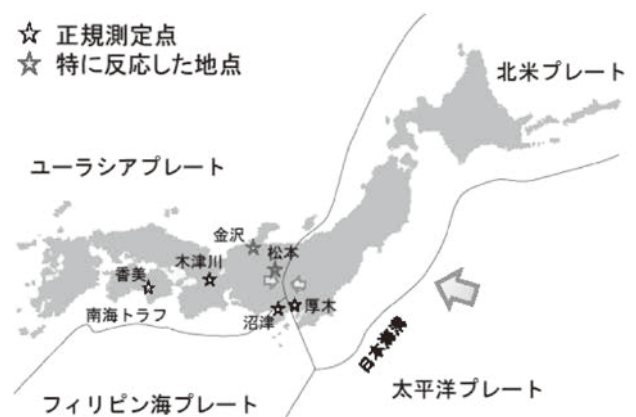 ☆ 正規測定点
☆ 特に反応した地点
北米プレート
ユーラシアプレート
金沢
松本
木津川
香美
厚木
沼津
南海トラフ
日本海溝
太平洋プレート
フィリピン海プレート